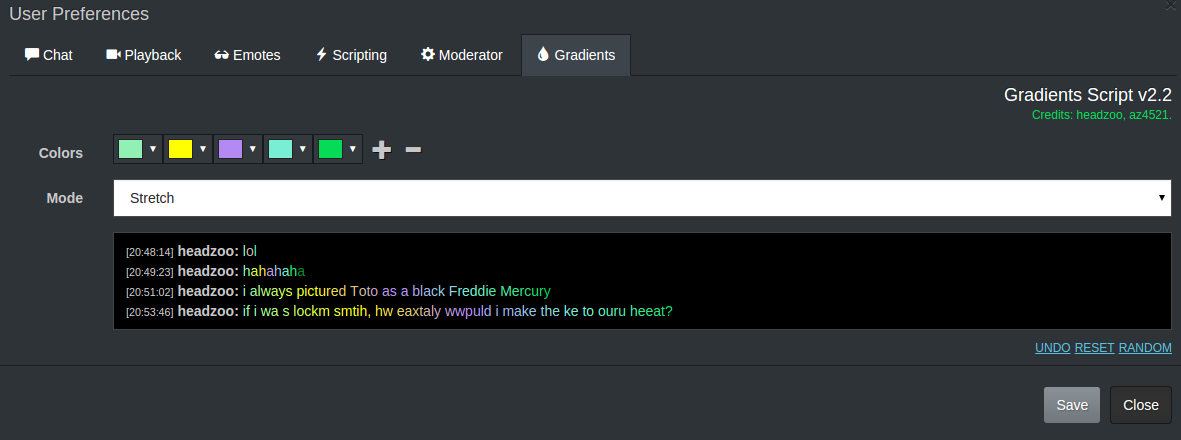 User Preferences
Chat Playback Emotes Scripting Moderator Gradients
Gradients Script v2.2
Credits: headzoo, az4521.
Colors
Mode Stretch
[20:48:14] headzoo: lol
[20:49:23] headzoo: hahahaha
[20:51:02] headzoo: i always pictured Toto as a black Freddie Mercury
[20:53:46] headzoo: if i wa s lockm smtih, hw eaxtaly wwpuld i make the ke to ouru heeat?
UNDO RESET RANDOM
Save Close